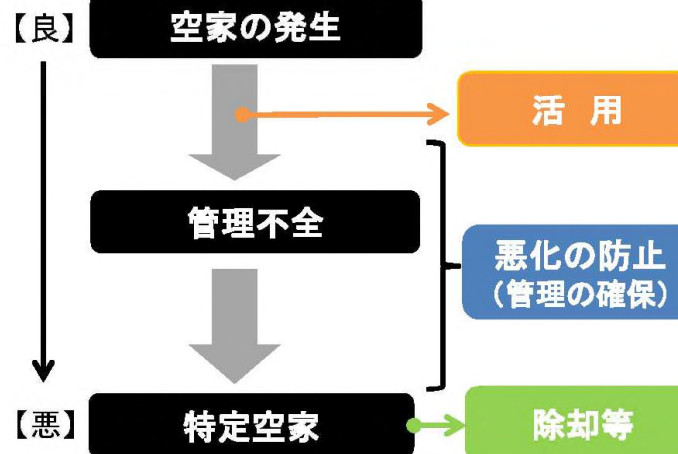 【良】
空家の発生
活 用
管理不全
悪化の防止
（管理の確保）
【悪】
特定空家
除却等